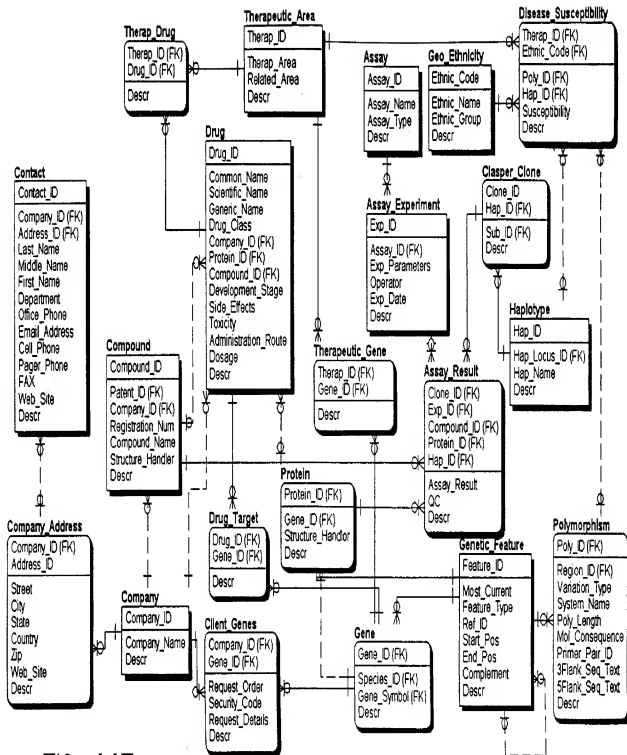 Therap_Drug
Therap_ID (FK)
Drug_ID (FK)
Descr
Therapeutic_Area
Therap_ID
Therap_Area
Related_Area
Descr
Assay
Assay_ID
Assay_Name
Assay_Type
Descr
Geo_Ethnicity
Ethnic_Code
Ethnic_Name
Ethnic_Group
Descr
Disease_Susceptibility
Therap_ID (FK)
Ethnic_Code (FK)
Poly_ID (FK)
Hap_ID (FK)
Susceptibility
Descr
Contact
Contact_ID
Company_ID (FK)
Address_ID (FK)
Last_Name
Middle_Name
First_Name
Department
Office_Phone
Email_Address
Cell_Phone
Pager_Phone
FAX
Web_Site
Descr
Drug
Drug_ID
Common_Name
Scientific_Name
Generic_Name
Drug_Class
Company_ID (FK)
Protein_ID (FK)
Compound_ID (FK)
Development_Stage
Side_Effects
Toxicity
Administration_Route
Dosage
Descr
Assay_Experiment
Exp_ID
Assay_ID (FK)
Exp_Parameters
Operator
Exp_Date
Descr
Clasper_Clone
Clone_ID
Hap_ID (FK)
Sub_ID (FK)
Descr
Haplotype
Hap_ID
Hap_Locus_ID (FK)
Hap_Name
Descr
Compound
Compound_ID
Patent_ID (FK)
Company_ID (FK)
Registration_Num
Compound_Name
Structure_Handler
Descr
Therapeutic_Gene
Therap_ID (FK)
Gene_ID (FK)
Descr
Assay_Result
Clone_ID (FK)
Exp_ID (FK)
Compound_ID (FK)
Protein_ID (FK)
Hap_ID (FK)
Assay_Result
QC
Descr
Protein
Protein_ID (FK)
Gene_ID (FK)
Structure_Handlor
Descr
Drug_Target
Drug_ID (FK)
Gene_ID (FK)
Descr
Company_Address
Company_ID (FK)
Address_ID
Street
City
State
Country
Zip
Web_Site
Descr
Company
Company_ID
Company_Name
Descr
Client_Genes
Company_ID (FK)
Gene_ID (FK)
Request_Order
Security_Code
Request_Details
Descr
Gene
Gene_ID (FK)
Species_ID (FK)
Gene_Symbol (FK)
Descr
Genetic_Feature
Feature_ID
Most_Current
Feature_Type
Ref_ID
Start_Pos
End_Pos
Complement
Descr
Polymorphism
Poly_ID (FK)
Region_ID (FK)
Variation_Type
System_Name
Poly_Length
Mol_Consequence
Primer_Pair_ID
3Flank_Seq_Text
5Flank_Seq_Text
Descr